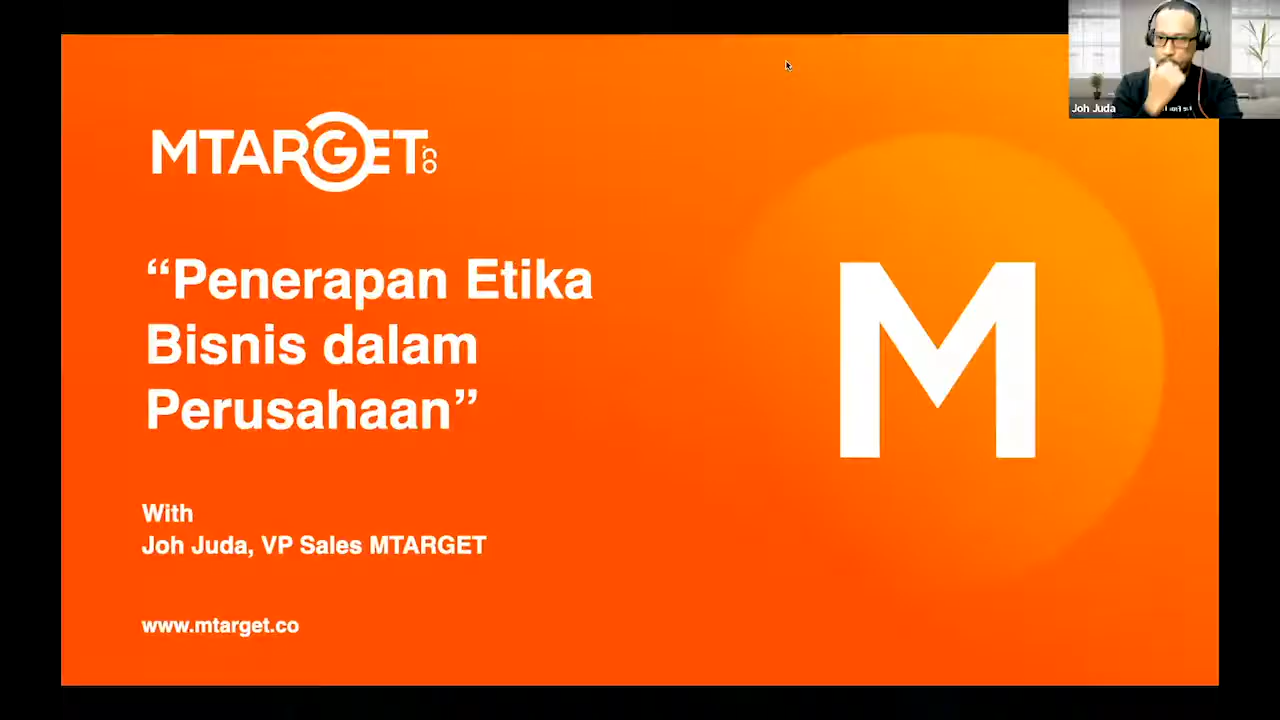 MTARGET.co
“Penerapan Etika
Bisnis dalam
Perusahaan”
With
Joh Juda, VP Sales MTARGET
www.mtarget.co
M
Joh Juda